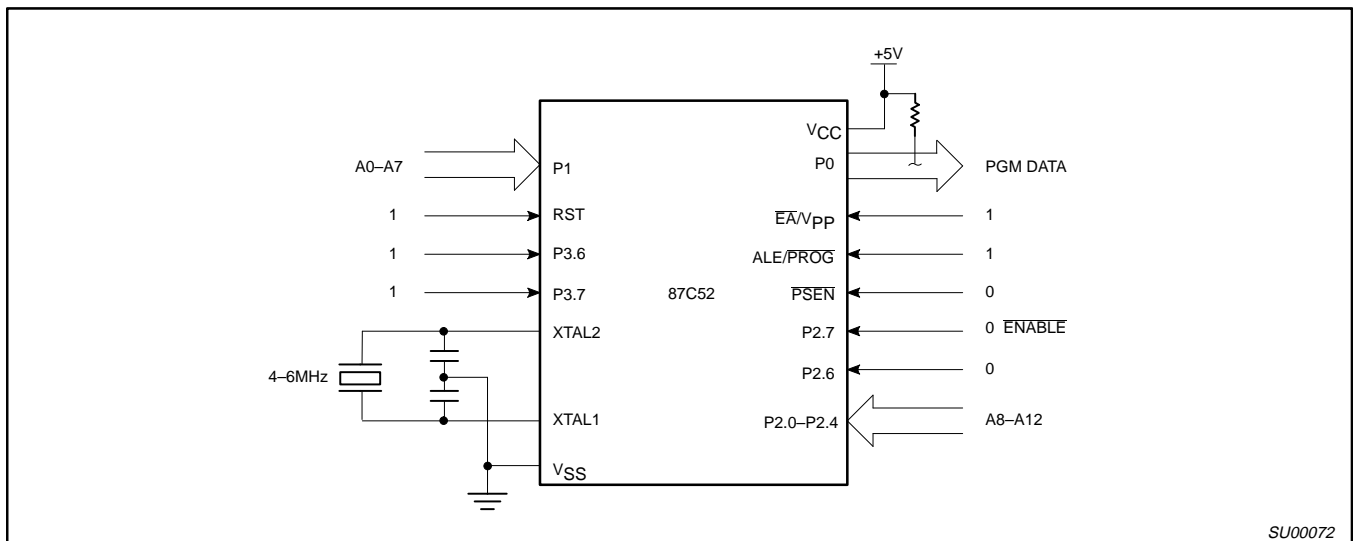 +5V
VCC
A0–A7
P1
P0
PGM DATA
1
RST
EA/VPP
1
1
P3.6
ALE/PROG
1
1
P3.7
87C52
PSEN
0
XTAL2
P2.7
0 ENABLE
4–6MHz
P2.6
0
XTAL1
P2.0–P2.4
A8–A12
VSS
SU00072